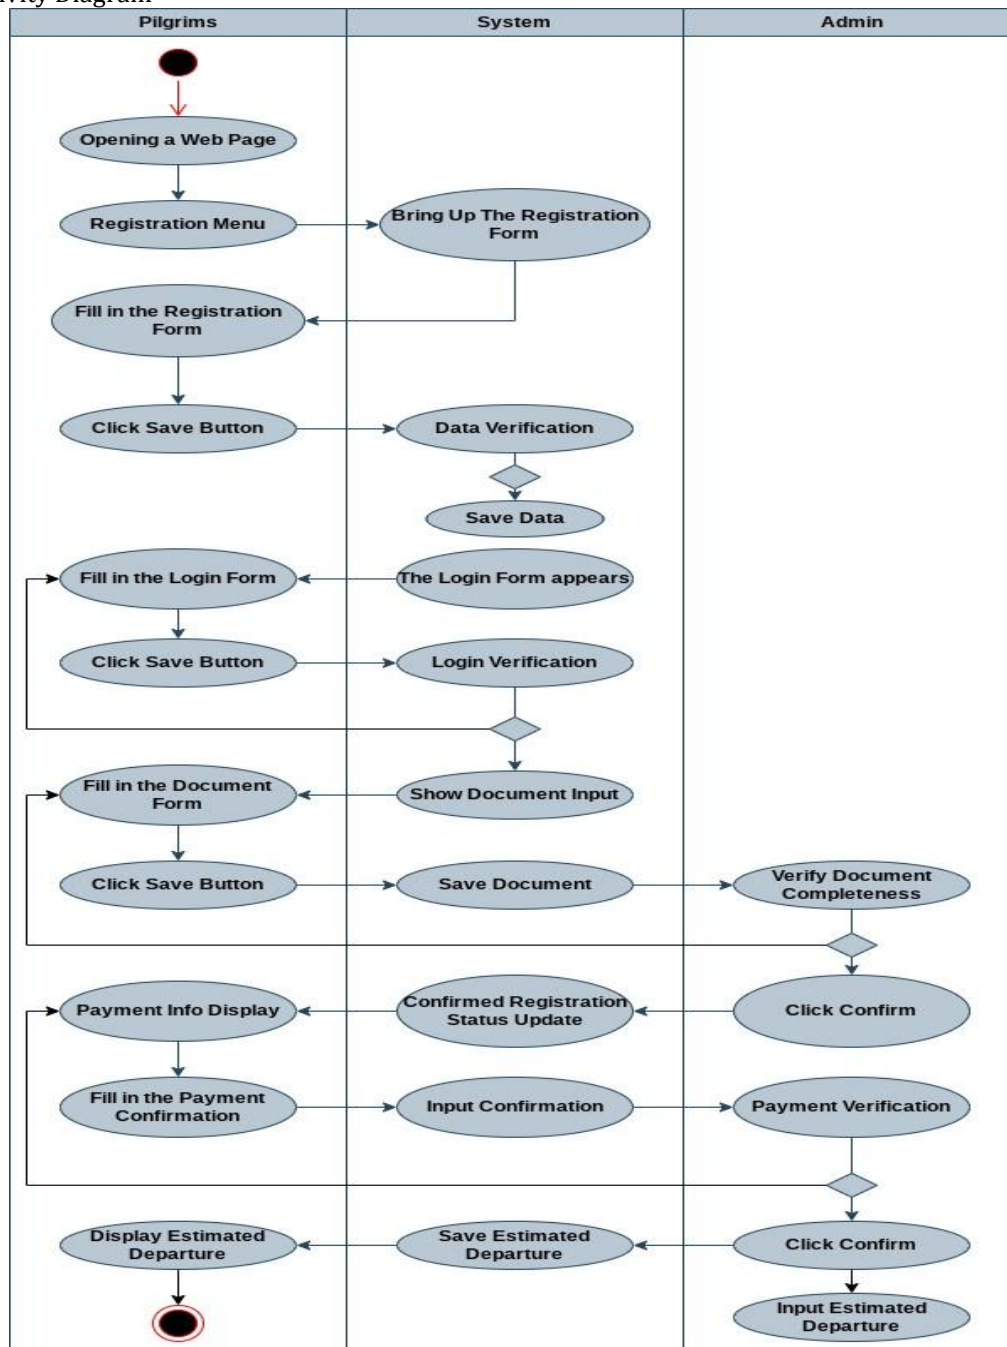 vity Diagram
Pilgrims
System
Admin
Opening a Web Page
Registration Menu
Bring Up The Registration
Form
Fill in the Registration
Form
Click Save Button
Data Verification
Save Data
Fill in the Login Form
The Login Form appears
Click Save Button
Login Verification
Fill in the Document
Form
Show Document Input
Click Save Button
Save Document
Verify Document
Completeness
Payment Info Display
Confirmed Registration
Status Update
Click Confirm
Fill in the Payment
Confirmation
Input Confirmation
Payment Verification
Display Estimated
Departure
Save Estimated
Departure
Click Confirm
Input Estimated
Departure